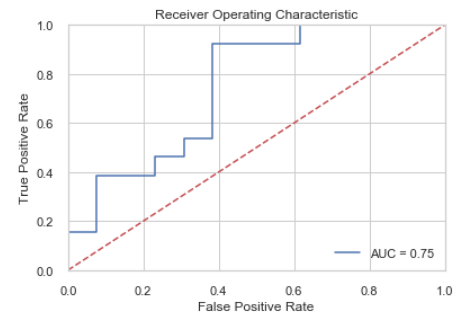 Receiver Operating Characteristic
1.0
0.8
0.6
0.4
0.2
0.0
True Positive Rate
AUC = 0.75
0.0 0.2 0.4 0.6 0.8 1.0
False Positive Rate